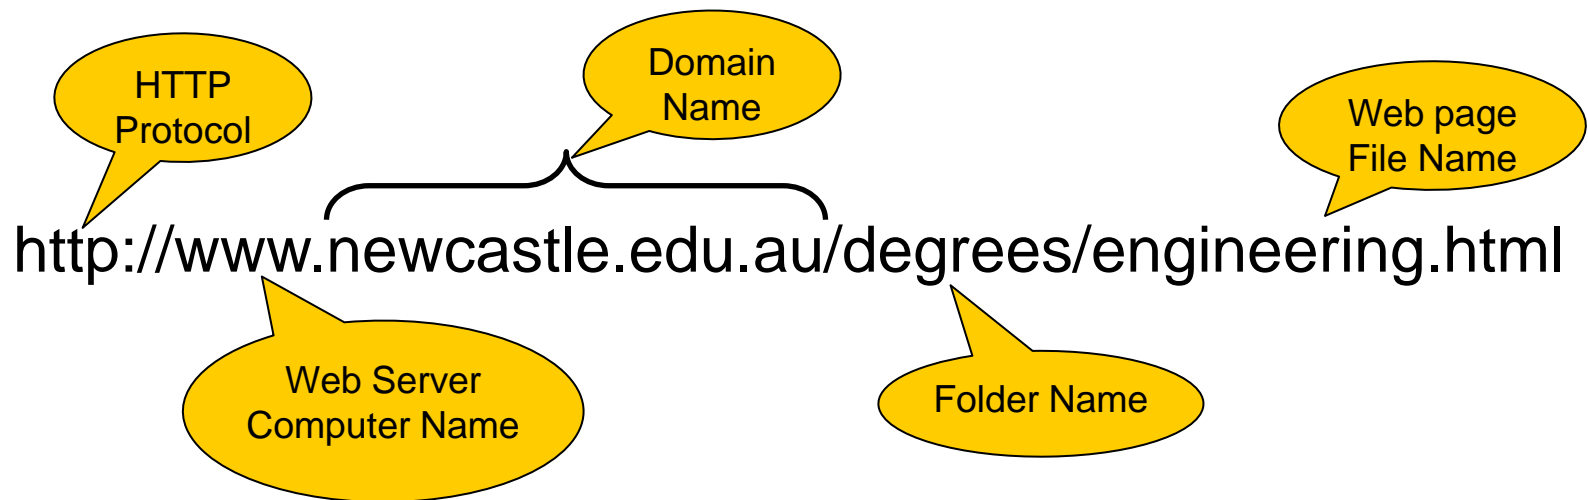 HTTP
Protocol
Domain
Name
Web page
File Name
http://www.newcastle.edu.au/degrees/engineering.html
Web Server
Computer Name
Folder Name